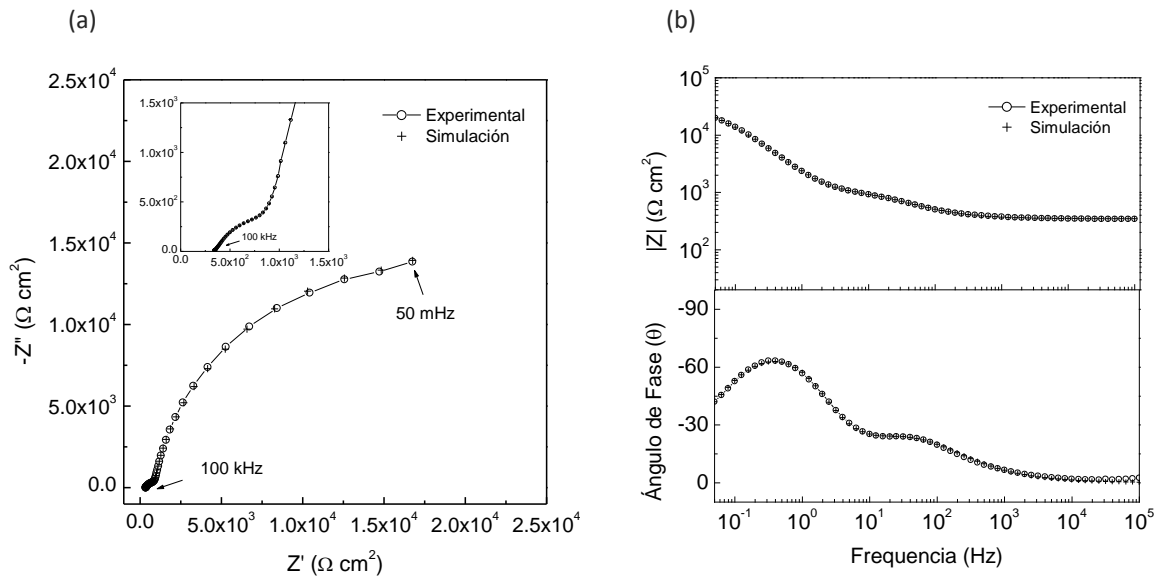 (a)
(b)
2.5x10⁴
2.0x10⁴
1.5x10⁴
1.0x10⁴
5.0x10³
0.0
-Z" (Ω cm²)
1.5x10³
1.0x10³
5.0x10²
0.0
0.0
5.0x10²
1.0x10³
1.5x10³
100 kHz
Experimental
Simulación
50 mHz
100 kHz
0.0
5.0x10³
1.0x10⁴
1.5x10⁴
2.0x10⁴
2.5x10⁴
Z' (Ω cm²)
10⁵
10⁴
10³
10²
|Z| (Ω cm²)
Experimental
Simulación
-90
-60
-30
0
Ángulo de Fase (θ)
10⁻¹
10⁰
10¹
10²
10³
10⁴
10⁵
Frequencia (Hz)